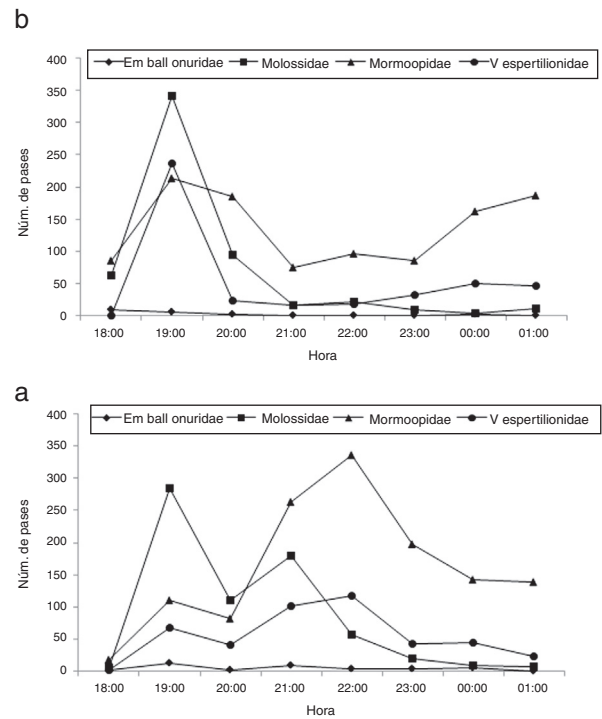 b
Em ball onuridae Molossidae Mormoopidae V espertilionidae
400
350
300
250
200
150
100
50
0
Núm. de pases
18:00 19:00 20:00 21:00 22:00 23:00 00:00 01:00
Hora
a
Em ball onuridae Molossidae Mormoopidae V espertilionidae
400
350
300
250
200
150
100
50
0
Núm. de pases
18:00 19:00 20:00 21:00 22:00 23:00 00:00 01:00
Hora